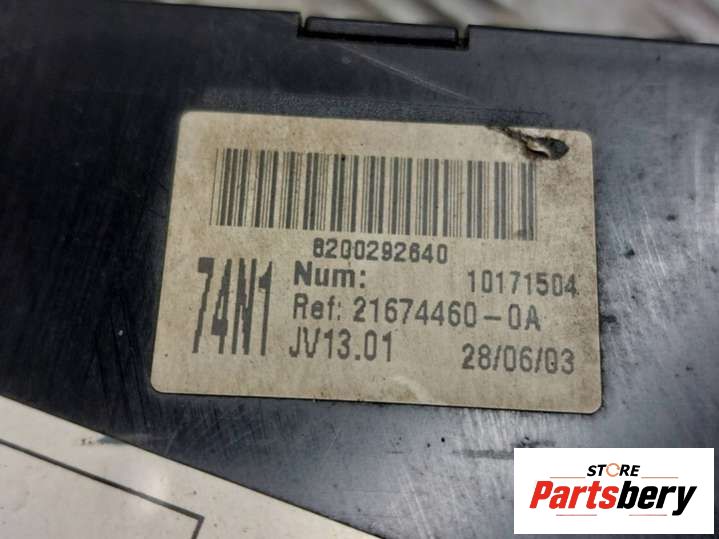 8200292640
74N1
Num: 10171504
Ref: 21674460-0A
JV13.01 28/06/03
STORE
Partsbery